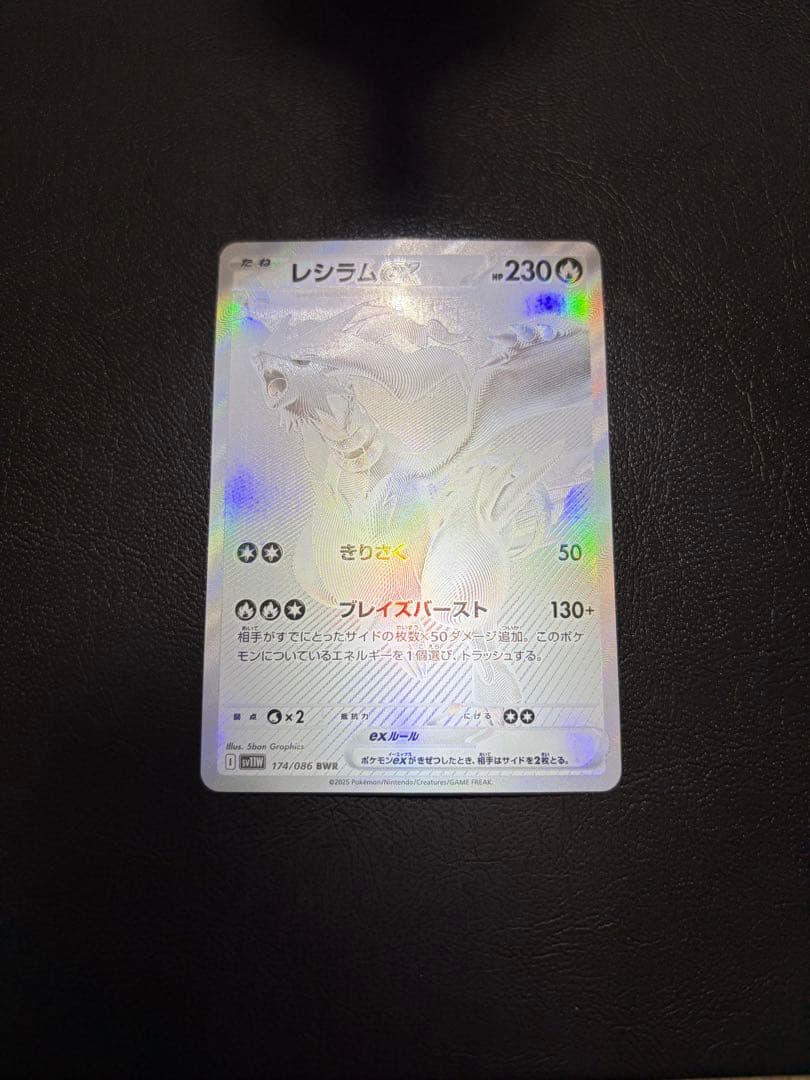 たね レシラムex HP230
きりさく 50
ブレイズバースト 130+
相手がすでにとったサイドの枚数×50ダメージ追加。このポケ
モンについているエネルギーを1個選び、トラッシュする。
弱点 ×2 抵抗力 にげる
exルール
ポケモンexがきぜつしたとき、相手はサイドを2枚とる。
Illus. 5ban Graphics
I sv11W 174/086 BWR
©2025 Pokémon/Nintendo/Creatures/GAME FREAK.